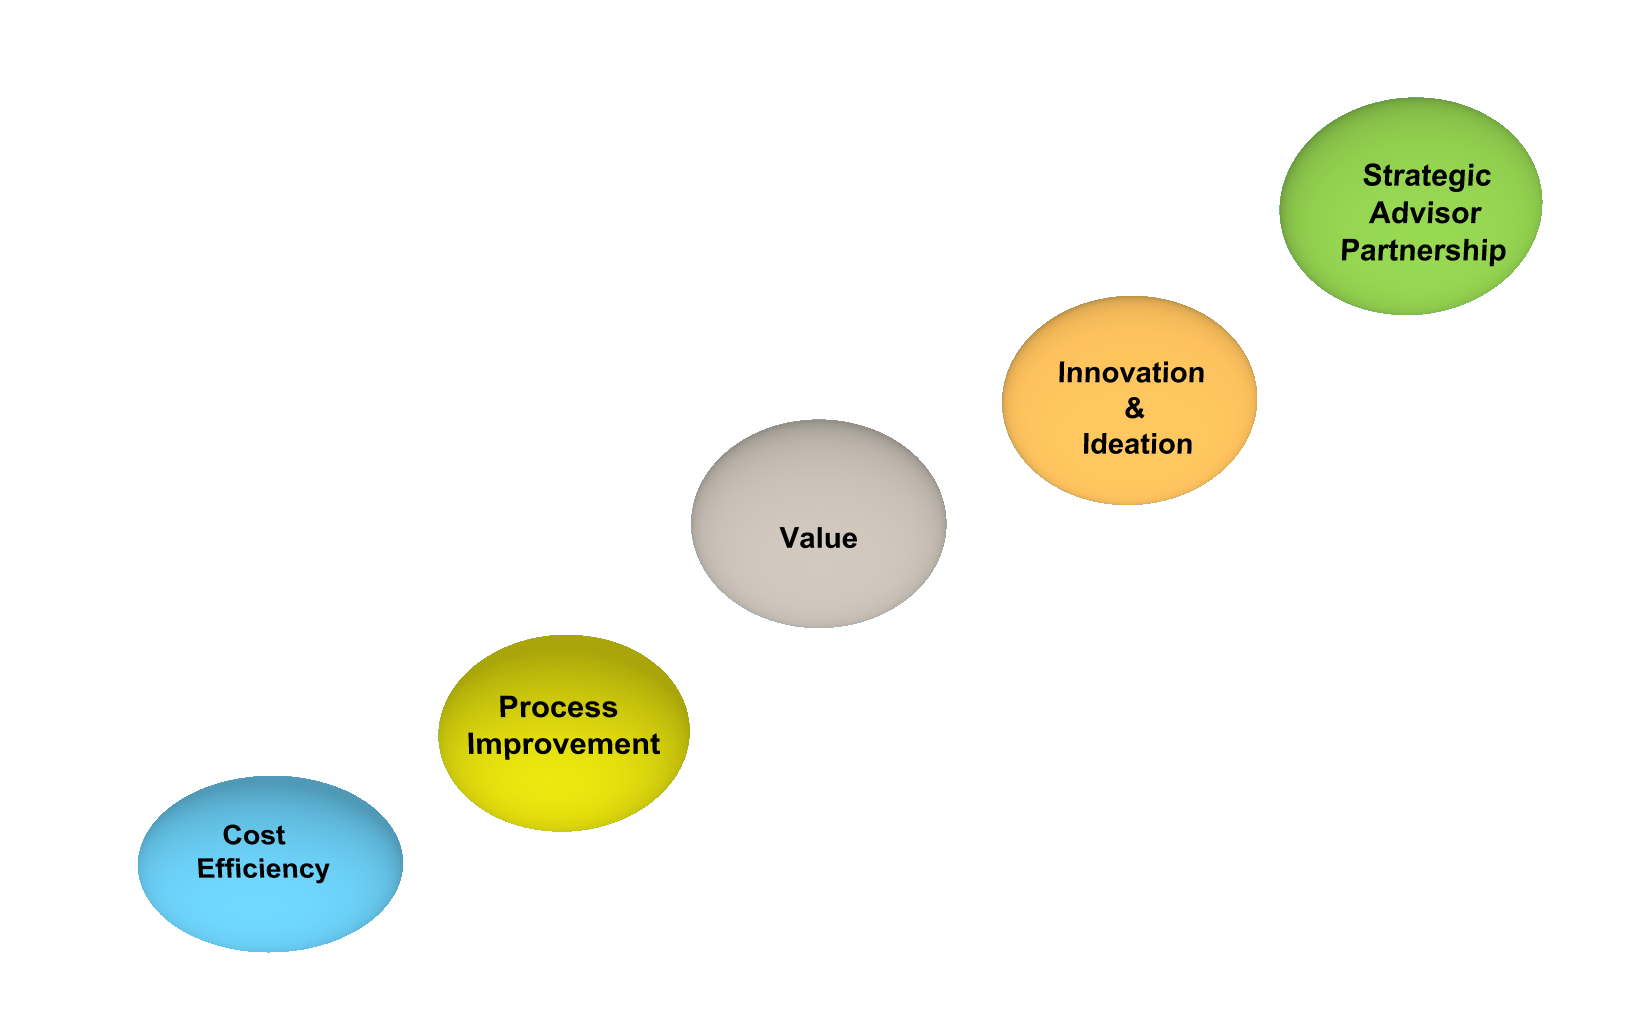 Strategic
Advisor
Partnership
Innovation
&
Ideation
Value
Process
Improvement
Cost
Efficiency